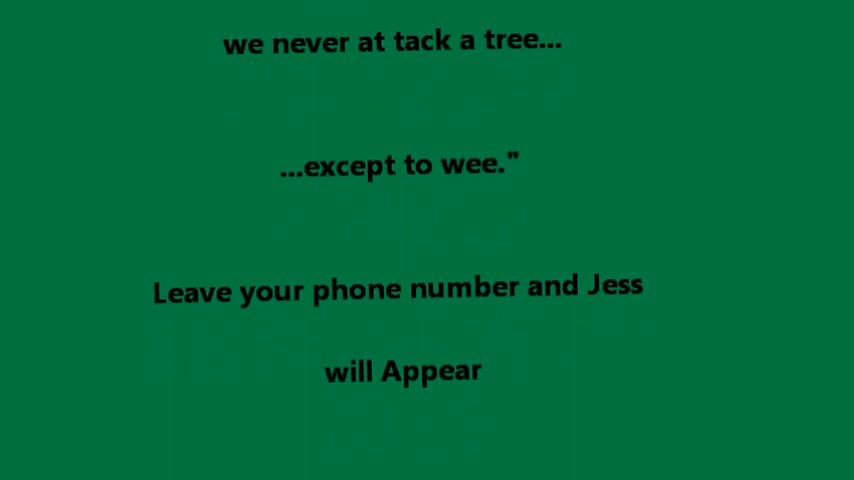 we never at tack a tree...
...except to wee."
Leave your phone number and Jess
will Appear